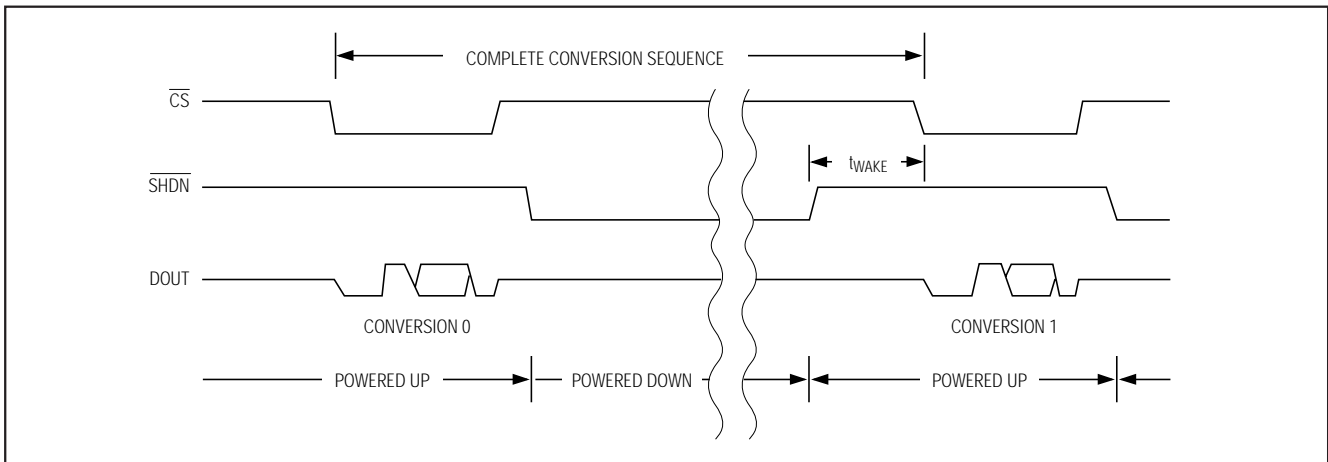 COMPLETE CONVERSION SEQUENCE
CS
tWAKE
SHDN
DOUT
CONVERSION 0
CONVERSION 1
POWERED UP
POWERED DOWN
POWERED UP